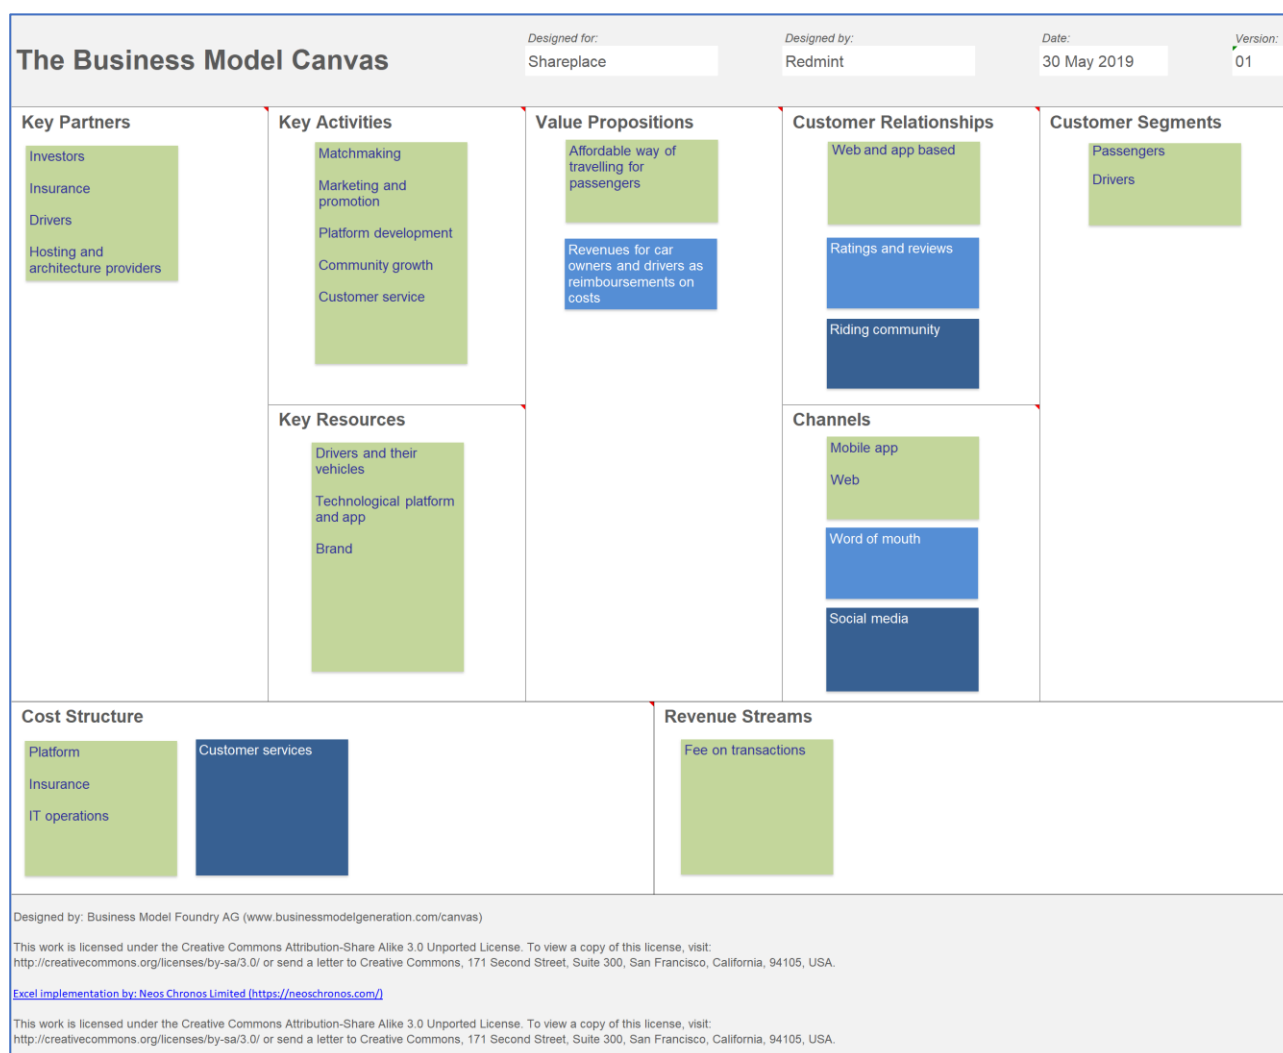 The Business Model Canvas
Designed for:
Shareplace
Designed by:
Redmint
Date:
30 May 2019
Version:
01
Key Partners
Investors
Insurance
Drivers
Hosting and
architecture providers
Key Activities
Matchmaking
Marketing and
promotion
Platform development
Community growth
Customer service
Key Resources
Drivers and their
vehicles
Technological platform
and app
Brand
Value Propositions
Affordable way of
travelling for
passengers
Revenues for car
owners and drivers as
reimbursements on
costs
Customer Relationships
Web and app based
Ratings and reviews
Riding community
Channels
Mobile app
Web
Word of mouth
Social media
Customer Segments
Passengers
Drivers
Cost Structure
Platform
Insurance
IT operations
Customer services
Revenue Streams
Fee on transactions
Designed by: Business Model Foundry AG (www.businessmodelgeneration.com/canvas)
This work is licensed under the Creative Commons Attribution-Share Alike 3.0 Unported License. To view a copy of this license, visit:
http://creativecommons.org/licenses/by-sa/3.0/ or send a letter to Creative Commons, 171 Second Street, Suite 300, San Francisco, California, 94105, USA.
Excel implementation by: Neos Chronos Limited (https://neoschronos.com/)
This work is licensed under the Creative Commons Attribution-Share Alike 3.0 Unported License. To view a copy of this license, visit:
http://creativecommons.org/licenses/by-sa/3.0/ or send a letter to Creative Commons, 171 Second Street, Suite 300, San Francisco, California, 94105, USA.